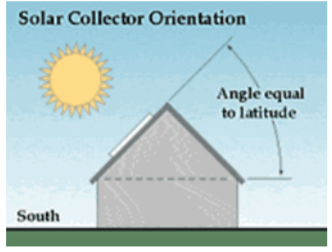 Solar Collector Orientation
Angle equal
to latitude
South